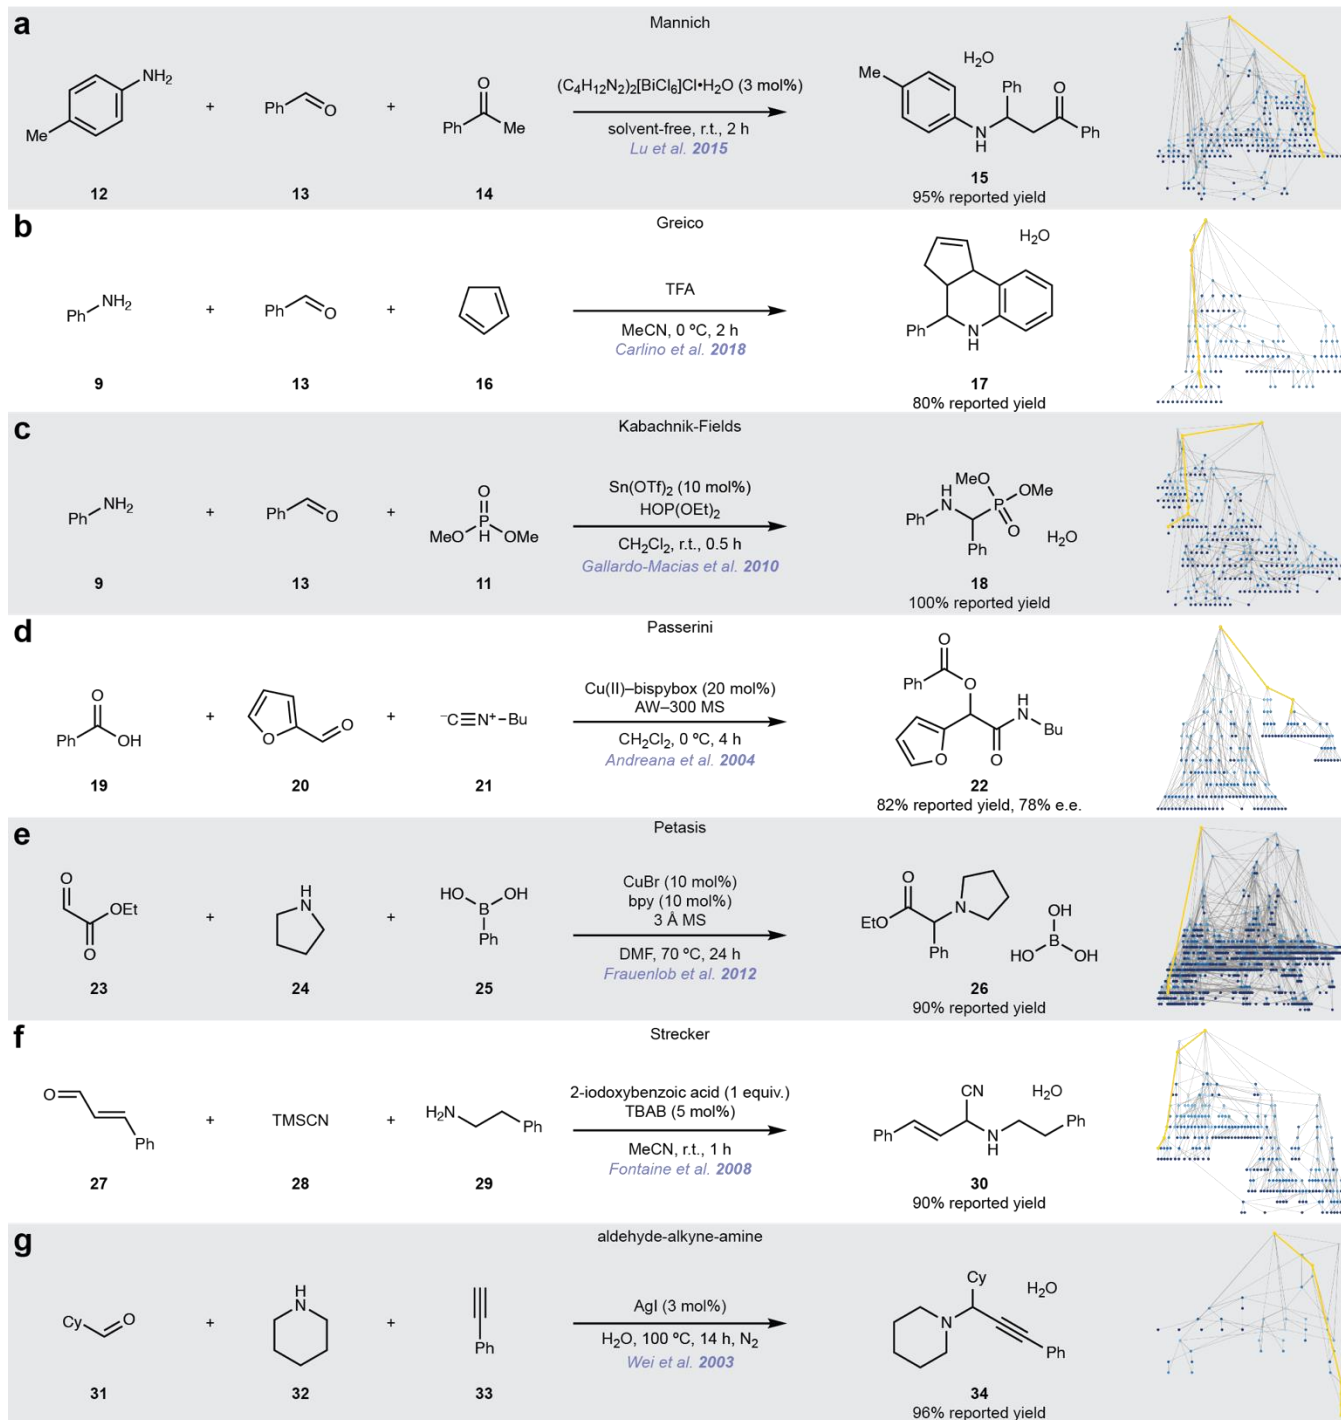 a
Mannich
NH2
Me
12
+
Ph
O
13
+
O
Ph
Me
14
(C4H12N2)2[BiCl6]Cl•H2O (3 mol%)
solvent-free, r.t., 2 h
Lu et al. 2015
H2O
Me
Ph
O
N
H
Ph
15
95% reported yield
b
Greico
Ph
NH2
9
+
Ph
O
13
+
16
TFA
MeCN, 0 ºC, 2 h
Carlino et al. 2018
H2O
Ph
N
H
17
80% reported yield
c
Kabachnik-Fields
Ph
NH2
9
+
Ph
O
13
+
O
MeO
P
H
OMe
11
Sn(OTf)2 (10 mol%)
HOP(OEt)2
CH2Cl2, r.t., 0.5 h
Gallardo-Macias et al. 2010
MeO
OMe
H
N
P
Ph
O
Ph
H2O
18
100% reported yield
d
Passerini
O
Ph
OH
19
+
O
O
20
+
⁻C≡N⁺
Bu
21
Cu(II)–bispybox (20 mol%)
AW–300 MS
CH2Cl2, 0 ºC, 4 h
Andreana et al. 2004
O
Ph
O
H
N
Bu
O
O
22
82% reported yield, 78% e.e.
e
Petasis
O
OEt
O
23
+
H
N
24
+
HO
OH
B
Ph
25
CuBr (10 mol%)
bpy (10 mol%)
3 Å MS
DMF, 70 ºC, 24 h
Frauenlob et al. 2012
O
EtO
N
Ph
OH
B
HO
OH
26
90% reported yield
f
Strecker
O
Ph
27
+
TMSCN
28
+
H2N
Ph
29
2-iodoxybenzoic acid (1 equiv.)
TBAB (5 mol%)
MeCN, r.t., 1 h
Fontaine et al. 2008
CN
H2O
Ph
N
H
Ph
30
90% reported yield
g
aldehyde-alkyne-amine
Cy
O
31
+
H
N
32
+
Ph
33
AgI (3 mol%)
H2O, 100 ºC, 14 h, N2
Wei et al. 2003
Cy
H2O
N
Ph
34
96% reported yield